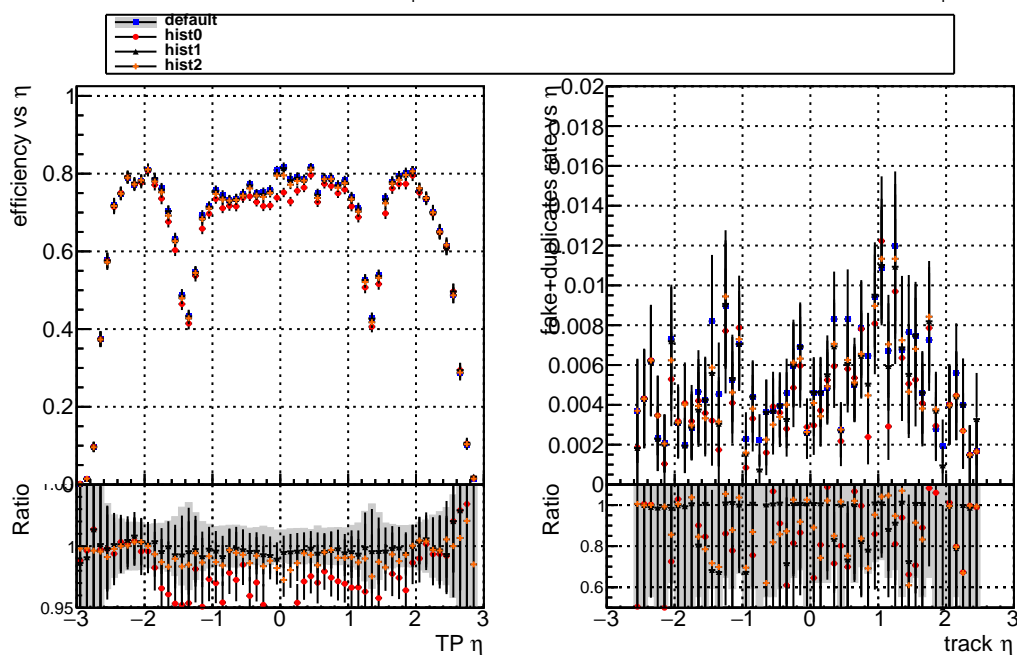 default
hist0
hist1
hist2
efficiency vs η
1
0.8
0.6
0.4
0.2
0
Ratio
1
0.95
−3 −2 −1 0 1 2 3
TP η
fake+duplicates rate vs η
0.02
0.018
0.016
0.014
0.012
0.01
0.008
0.006
0.004
0.002
0
Ratio
1
0.8
0.6
−3 −2 −1 0 1 2 3
track η